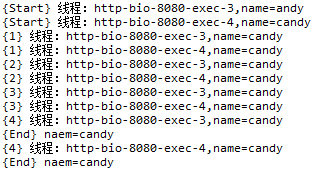 {Start} 线程：http-bio-8080-exec-3,name=andy
{Start} 线程：http-bio-8080-exec-4,name=candy
{1} 线程：http-bio-8080-exec-3,name=candy
{1} 线程：http-bio-8080-exec-4,name=candy
{2} 线程：http-bio-8080-exec-3,name=candy
{2} 线程：http-bio-8080-exec-4,name=candy
{3} 线程：http-bio-8080-exec-3,name=candy
{3} 线程：http-bio-8080-exec-4,name=candy
{4} 线程：http-bio-8080-exec-3,name=candy
{End} naem=candy
{4} 线程：http-bio-8080-exec-4,name=candy
{End} naem=candy